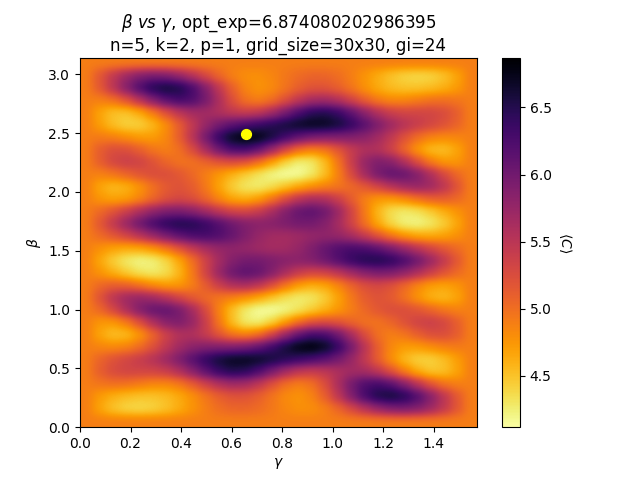 β vs γ, opt_exp=6.874080202986395
n=5, k=2, p=1, grid_size=30x30, gi=24
3.0
2.5
2.0
1.5
1.0
0.5
0.0
β
0.0 0.2 0.4 0.6 0.8 1.0 1.2 1.4
γ
6.5
6.0
5.5
5.0
4.5
⟨C⟩